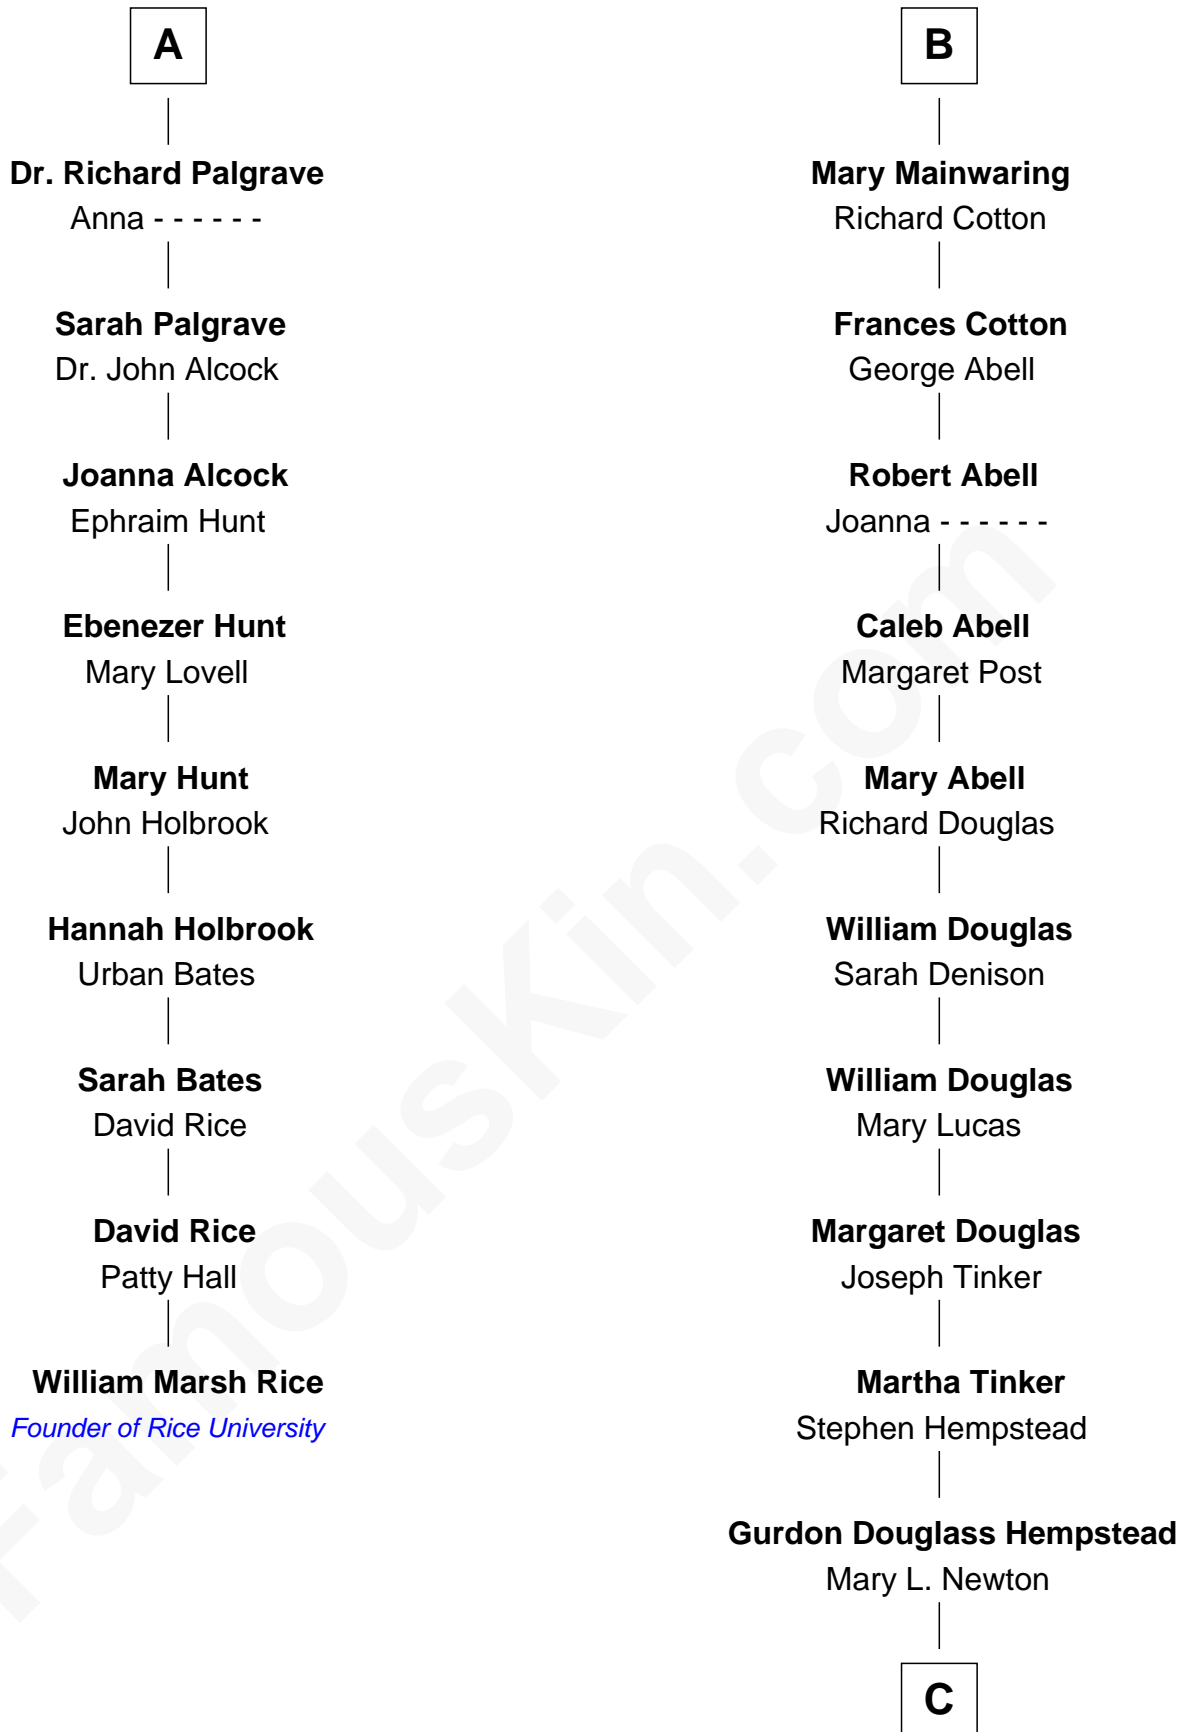 A
Dr. Richard Palgrave
Anna - - - - - -
Sarah Palgrave
Dr. John Alcock
Joanna Alcock
Ephraim Hunt
Ebenezer Hunt
Mary Lovell
Mary Hunt
John Holbrook
Hannah Holbrook
Urban Bates
Sarah Bates
David Rice
David Rice
Patty Hall
William Marsh Rice
Founder of Rice University
B
Mary Mainwaring
Richard Cotton
Frances Cotton
George Abell
Robert Abell
Joanna - - - - - -
Caleb Abell
Margaret Post
Mary Abell
Richard Douglas
William Douglas
Sarah Denison
William Douglas
Mary Lucas
Margaret Douglas
Joseph Tinker
Martha Tinker
Stephen Hempstead
Gurdon Douglass Hempstead
Mary L. Newton
C
FamousKin.com